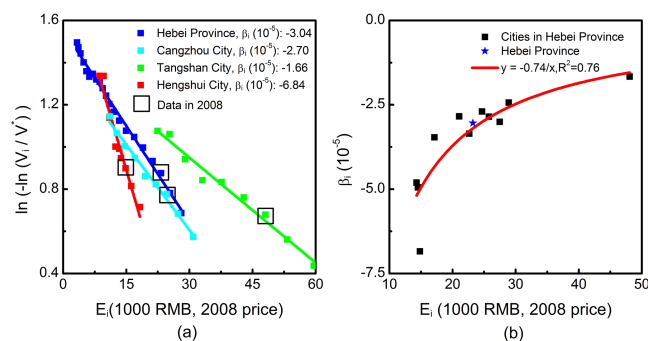 Hebei Province, βi (10-5): -3.04
Cangzhou City, βi (10-5): -2.70
Tangshan City, βi (10-5): -1.66
Hengshui City, βi (10-5): -6.84
Data in 2008
1.6
1.2
0.8
0.4
ln (-ln (Vi / V*)
0 15 30 45 60
Ei(1000 RMB, 2008 price)
(a)
Cities in Hebei Province
Hebei Province
y = -0.74/x,R2=0.76
0.0
-2.5
-5.0
-7.5
βi (10-5)
10 20 30 40 50
Ei (1000 RMB, 2008 price)
(b)